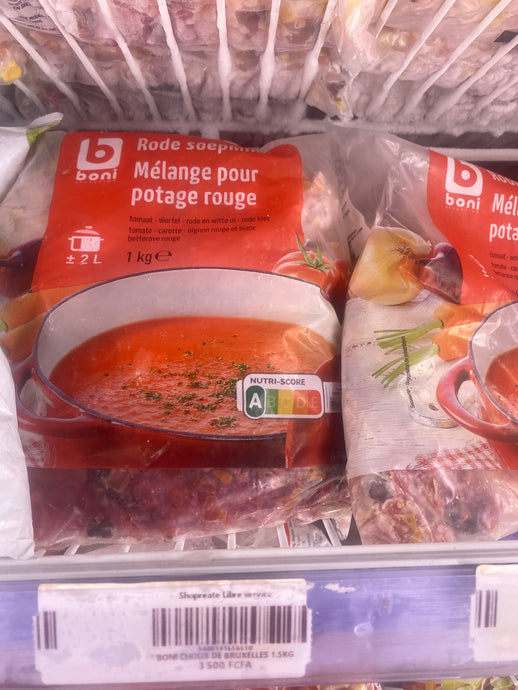 Rode soepmix
b
boni
SELECTION
Mélange pour
potage rouge
tomaat - wortel - rode en witte ui - rode biet
tomate - carotte - oignon rouge et blanc
betterave rouge
± 2 L
1 kg ℮
NUTRI-SCORE
A B C D E
b
boni
Mél
pota
Shopreate Libre service
BONI CHOUX DE BRUXELLES 1.5KG
3 500 FCFA